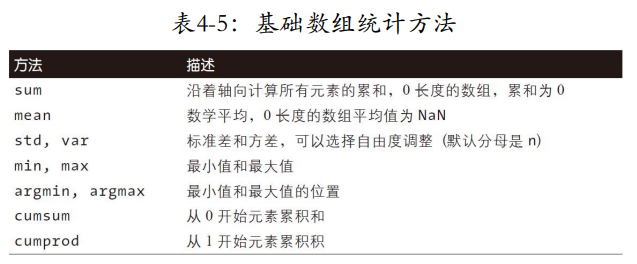 表4-5：基础数组统计方法
方法 描述
sum 沿着轴向计算所有元素的累和，0 长度的数组，累和为 0
mean 数学平均，0 长度的数组平均值为 NaN
std, var 标准差和方差，可以选择自由度调整 (默认分母是 n)
min, max 最小值和最大值
argmin, argmax 最小值和最大值的位置
cumsum 从 0 开始元素累积和
cumprod 从 1 开始元素累积积